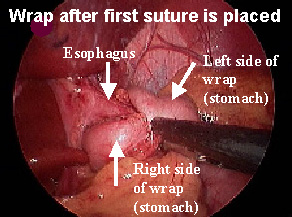 Wrap after first suture is placed
Esophagus
Left side of
wrap
(stomach)
Right side
of wrap
(stomach)